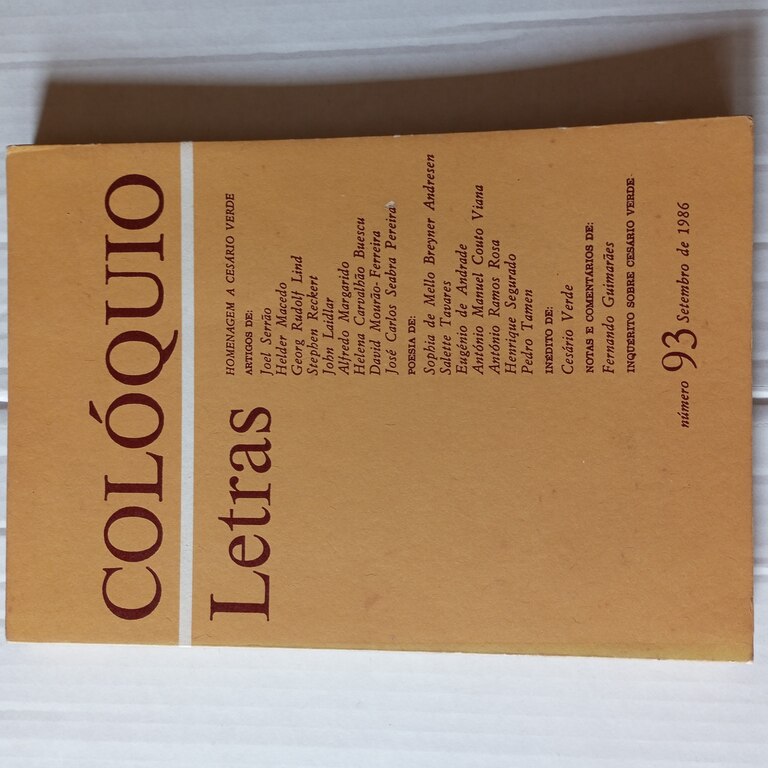 COLÓQUIO
Letras
HOMENAGEM A CESÁRIO VERDE
ARTIGOS DE:
Joel Serrão
Helder Macedo
Georg Rudolf Lind
Stephen Reckert
John Laidlar
Alfredo Margarido
Helena Carvalhão Buescu
David Mourão-Ferreira
José Carlos Seabra Pereira
POESIA DE:
Sophia de Mello Breyner Andresen
Salette Tavares
Eugénio de Andrade
António Manuel Couto Viana
António Ramos Rosa
Henrique Segurado
Pedro Tamen
INÉDITO DE:
Cesário Verde
NOTAS E COMENTÁRIOS DE:
Fernando Guimarães
INQUÉRITO SOBRE CESÁRIO VERDE
número 93 Setembro de 1986